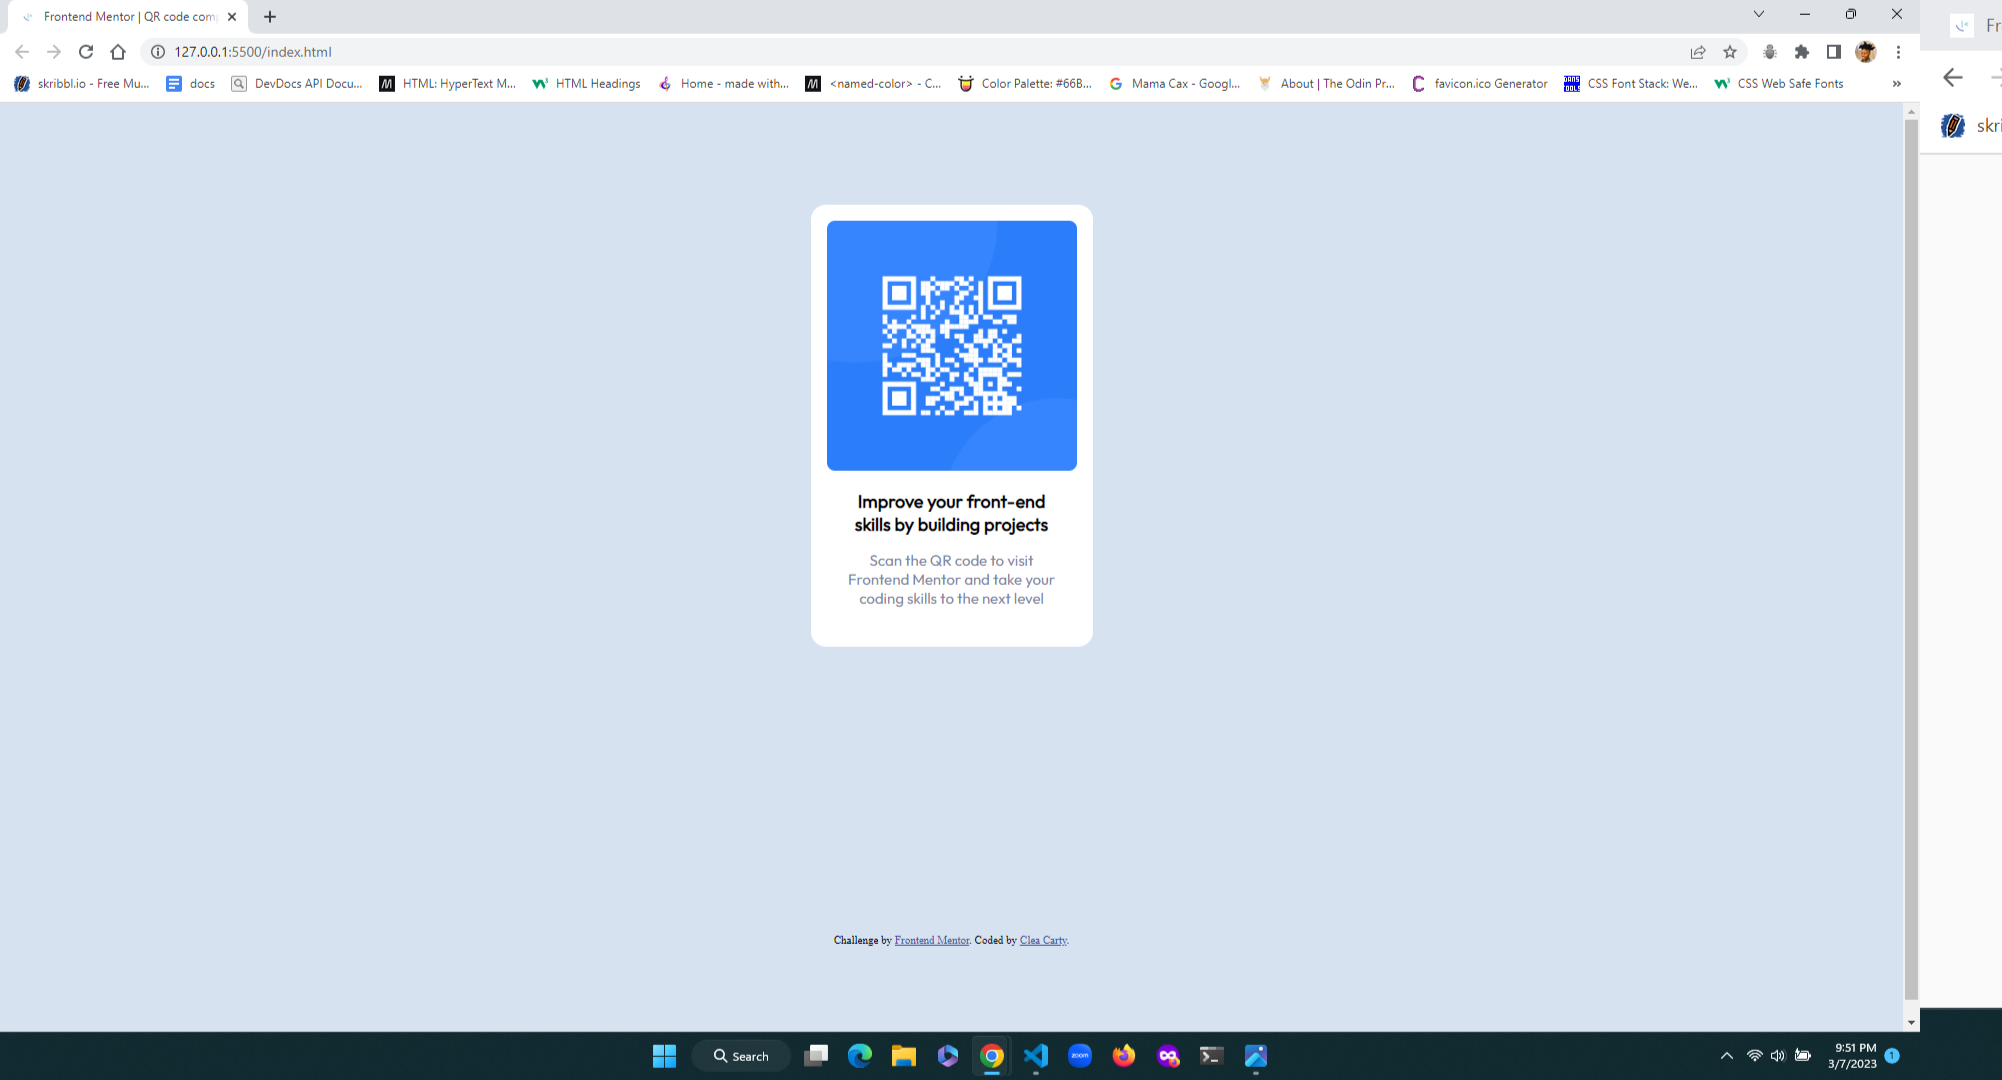 Frontend Mentor | QR code com
Fr
127.0.0.1:5500/index.html
skribbl.io - Free Mu...
docs
DevDocs API Docu...
HTML: HyperText M...
HTML Headings
Home - made with...
<named-color> - C...
Color Palette: #66B...
Mama Cax - Googl...
About | The Odin Pr...
favicon.ico Generator
CSS Font Stack: We...
CSS Web Safe Fonts
»
skri
Improve your front-end
skills by building projects
Scan the QR code to visit
Frontend Mentor and take your
coding skills to the next level
Challenge by Frontend Mentor. Coded by Clea Carty.
Search
zoom
9:51 PM
3/7/2023
1